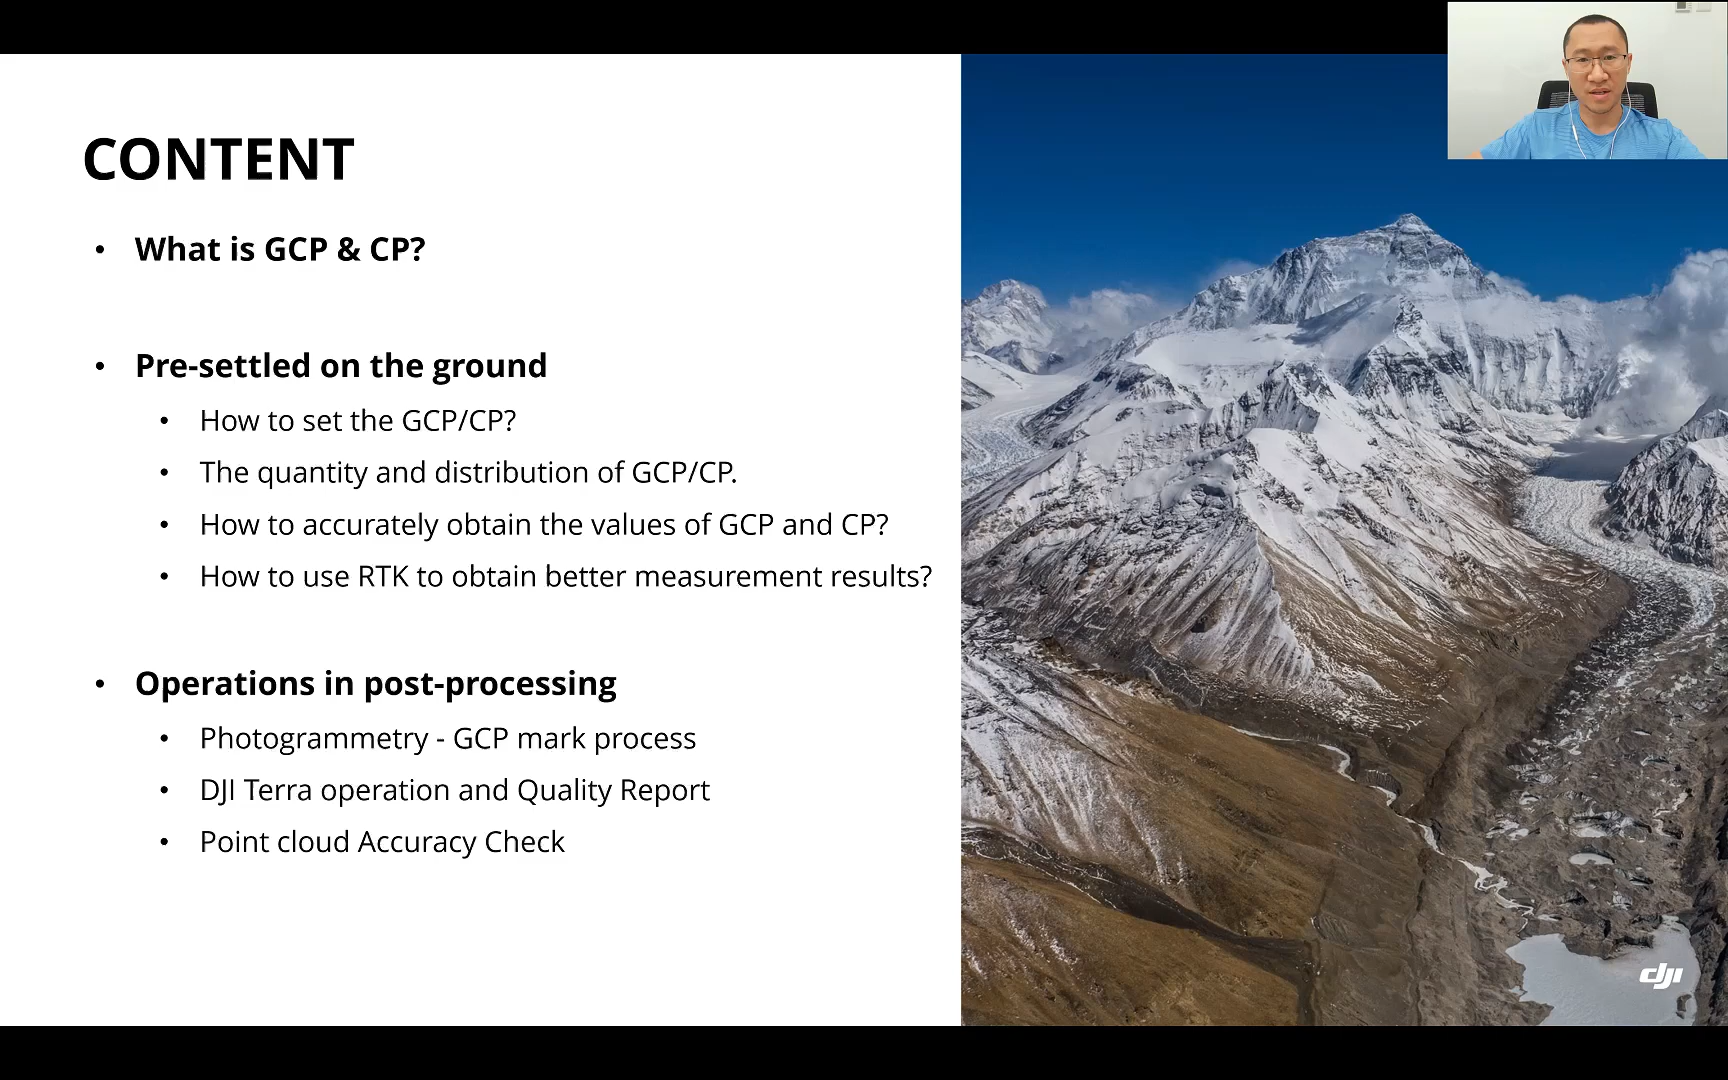 CONTENT
• What is GCP & CP?
• Pre-settled on the ground
• How to set the GCP/CP?
• The quantity and distribution of GCP/CP.
• How to accurately obtain the values of GCP and CP?
• How to use RTK to obtain better measurement results?
• Operations in post-processing
• Photogrammetry - GCP mark process
• DJI Terra operation and Quality Report
• Point cloud Accuracy Check
dji